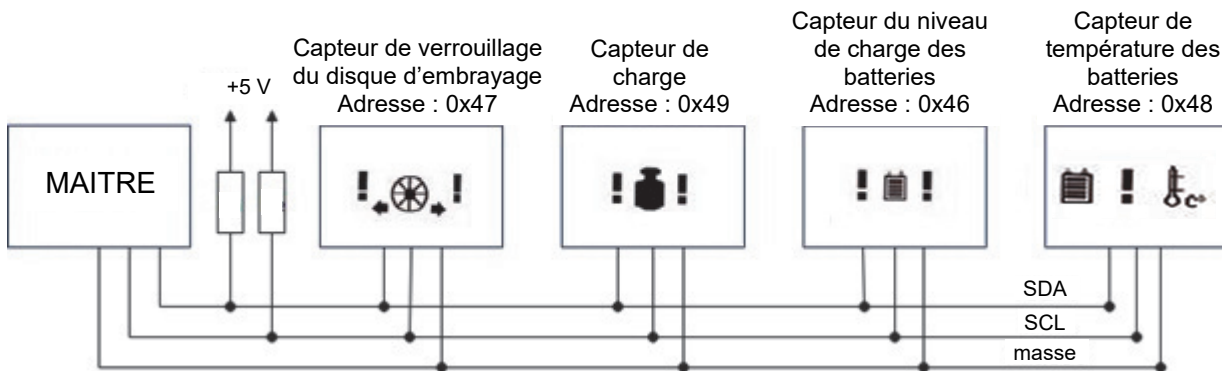 Capteur de verrouillage
du disque d'embrayage
Adresse : 0x47
Capteur de
charge
Adresse : 0x49
Capteur du niveau
de charge des
batteries
Adresse : 0x46
Capteur de
température des
batteries
Adresse : 0x48
+5 V
MAITRE
! !
! !
! !
! C°
SDA
SCL
masse